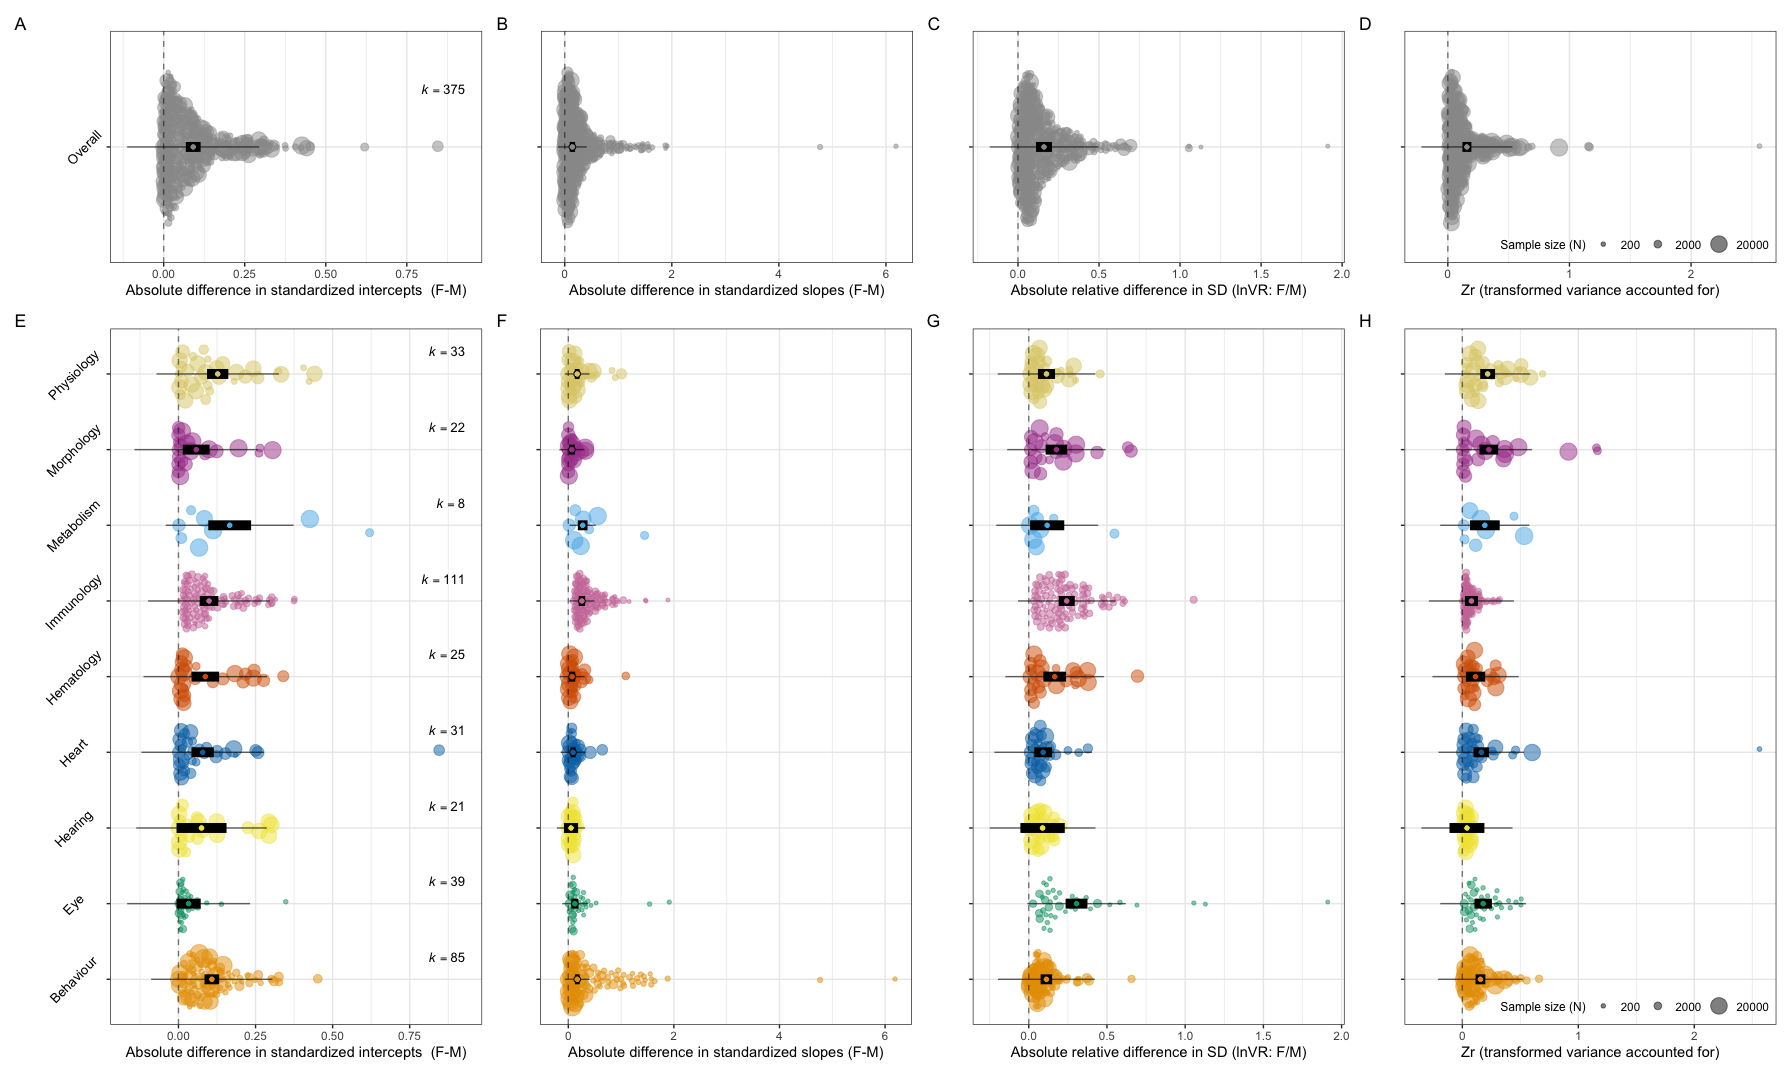 A
B
C
D
Overall
k = 375
Sample size (N) 200 2000 20000
0.00 0.25 0.50 0.75
0 2 4 6
0.0 0.5 1.0 1.5 2.0
0 1 2
Absolute difference in standardized intercepts (F-M)
Absolute difference in standardized slopes (F-M)
Absolute relative difference in SD (lnVR: F/M)
Zr (transformed variance accounted for)
E
F
G
H
Physiology
k = 33
Morphology
k = 22
Metabolism
k = 8
Immunology
k = 111
Hematology
k = 25
Heart
k = 31
Hearing
k = 21
Eye
k = 39
Behaviour
k = 85
Sample size (N) 200 2000 20000
0.00 0.25 0.50 0.75
0 2 4 6
0.0 0.5 1.0 1.5 2.0
0 1 2
Absolute difference in standardized intercepts (F-M)
Absolute difference in standardized slopes (F-M)
Absolute relative difference in SD (lnVR: F/M)
Zr (transformed variance accounted for)